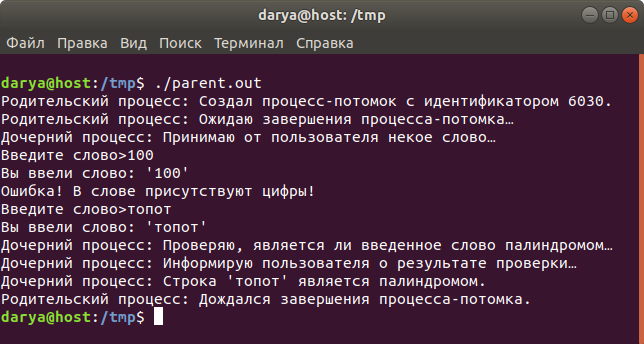 darya@host: /tmp
Файл Правка Вид Поиск Терминал Справка
darya@host:/tmp$ ./parent.out
Родительский процесс: Создал процесс-потомок с идентификатором 6030.
Родительский процесс: Ожидаю завершения процесса-потомка…
Дочерний процесс: Принимаю от пользователя некое слово…
Введите слово>100
Вы ввели слово: '100'
Ошибка! В слове присутствуют цифры!
Введите слово>топот
Вы ввели слово: 'топот'
Дочерний процесс: Проверяю, является ли введенное слово палиндромом…
Дочерний процесс: Информирую пользователя о результате проверки…
Дочерний процесс: Строка 'топот' является палиндромом.
Родительский процесс: Дождался завершения процесса-потомка.
darya@host:/tmp$